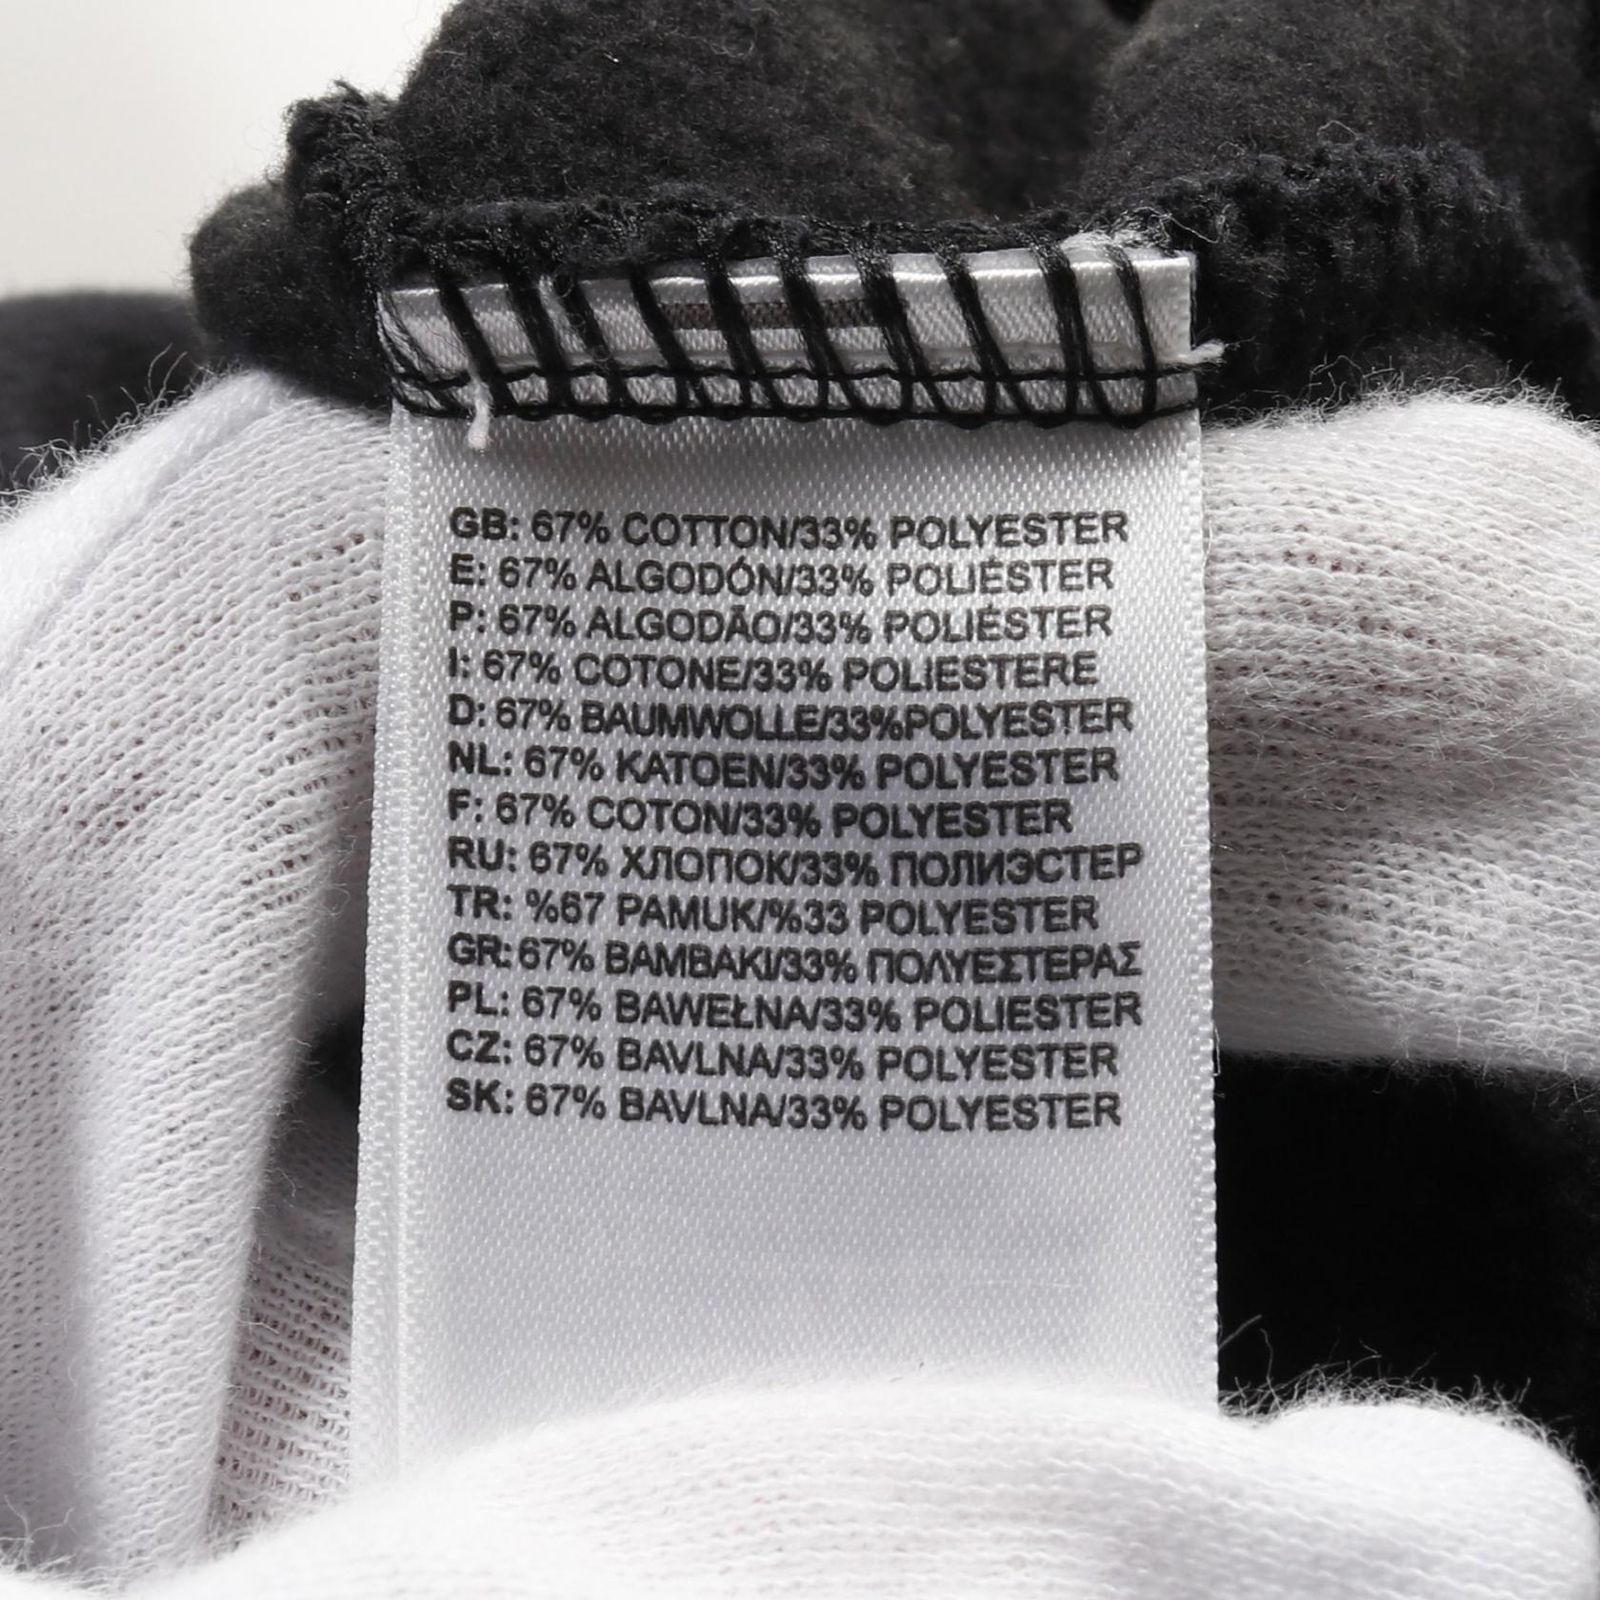 GB: 67% COTTON/33% POLYESTER
E: 67% ALGODÓN/33% POLIÉSTER
P: 67% ALGODÃO/33% POLIÉSTER
I: 67% COTONE/33% POLIESTERE
D: 67% BAUMWOLLE/33%POLYESTER
NL: 67% KATOEN/33% POLYESTER
F: 67% COTON/33% POLYESTER
RU: 67% ХЛОПОК/33% ПОЛИЭСТЕР
TR: %67 PAMUK/%33 POLYESTER
GR: 67% ΒΑΜΒΑΚΙ/33% ΠΟΛΥΕΣΤΕΡΑΣ
PL: 67% BAWEŁNA/33% POLIESTER
CZ: 67% BAVLNA/33% POLYESTER
SK: 67% BAVLNA/33% POLYESTER